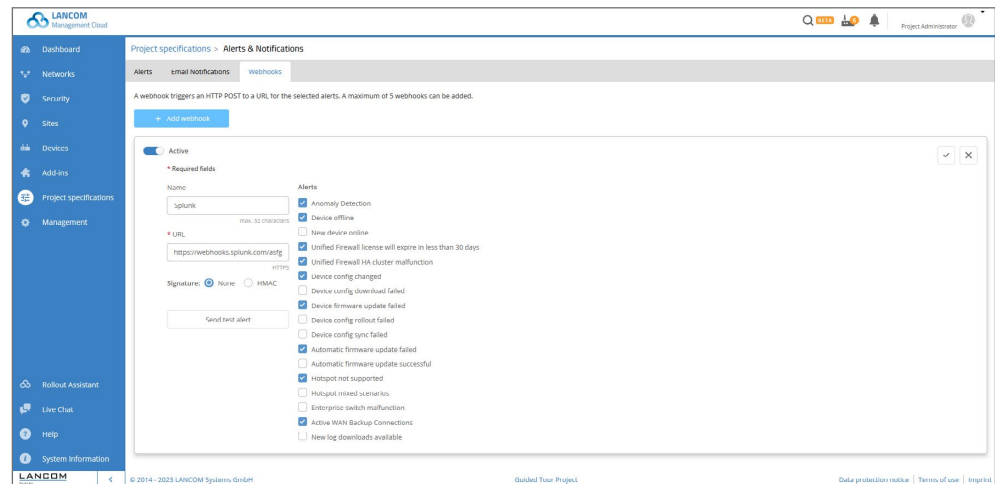 LANCOM
Management Cloud
BETA
Project Administrator
Dashboard
Networks
Security
Sites
Devices
Add-ins
Project specifications
Management
Rollout Assistant
Live Chat
Help
System Information
LANCOM
Project specifications > Alerts & Notifications
Alerts Email Notifications Webhooks
A webhook triggers an HTTP POST to a URL for the selected alerts. A maximum of 5 webhooks can be added.
+ Add webhook
Active
* Required fields
Name
Splunk
max. 32 characters
* URL
https://webhooks.splunk.com/asfg
HTTPS
Signature: None HMAC
Send test alert
Alerts
Anomaly Detection
Device offline
New device online
Unified Firewall license will expire in less than 30 days
Unified Firewall HA cluster malfunction
Device config changed
Device config download failed
Device firmware update failed
Device config rollout failed
Device config sync failed
Automatic firmware update failed
Automatic firmware update successful
Hotspot not supported
Hotspot mixed scenarios
Enterprise switch malfunction
Active WAN Backup Connections
New log downloads available
© 2014 - 2023 LANCOM Systems GmbH
Guided Tour Project
Data protection notice | Terms of use | Imprint